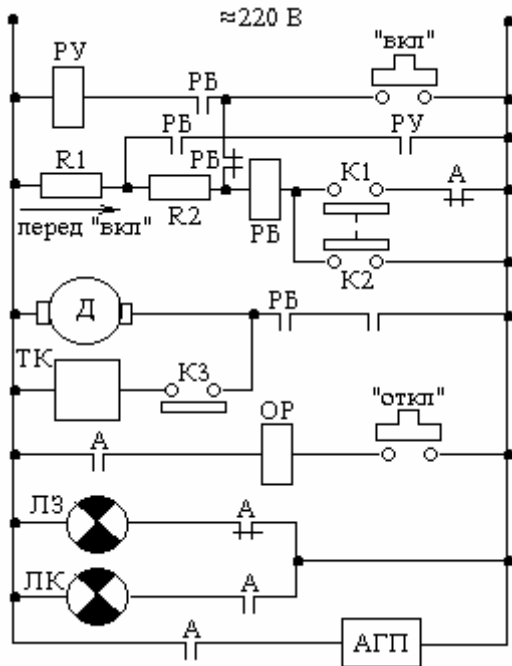 ≈220 В
РУ
РБ
"вкл"
РБ
РУ
R1
РБ
К1
А
перед "вкл"
R2
РБ
К2
Д
РБ
ТК
К3
А
ОР
"откл"
ЛЗ
А
ЛК
А
А
АГП